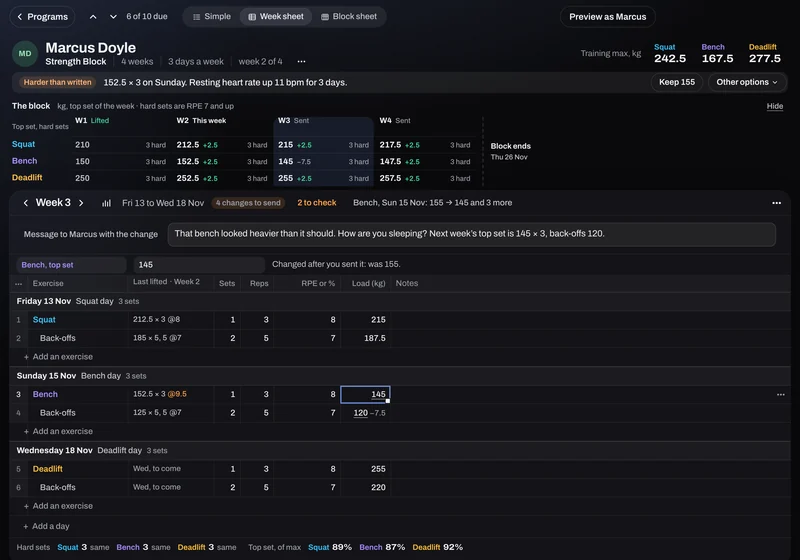 Programs 6 of 10 due Simple Week sheet Block sheet Preview as Marcus
MD Marcus Doyle
Strength Block 4 weeks 3 days a week week 2 of 4 ...
Training max, kg Squat 242.5 Bench 167.5 Deadlift 277.5
Harder than written 152.5 × 3 on Sunday. Resting heart rate up 11 bpm for 3 days. Keep 155 Other options
The block kg, top set of the week · hard sets are RPE 7 and up Hide
Top set, hard sets W1 Lifted W2 This week W3 Sent W4 Sent
Squat 210 3 hard 212.5 +2.5 3 hard 215 +2.5 3 hard 217.5 +2.5 3 hard
Bench 150 3 hard 152.5 +2.5 3 hard 145 −7.5 3 hard 147.5 +2.5 3 hard
Deadlift 250 3 hard 252.5 +2.5 3 hard 255 +2.5 3 hard 257.5 +2.5 3 hard
Block ends
Thu 26 Nov
Week 3 Fri 13 to Wed 18 Nov 4 changes to send 2 to check Bench, Sun 15 Nov: 155 → 145 and 3 more ...
Message to Marcus with the change That bench looked heavier than it should. How are you sleeping? Next week's top set is 145 × 3, back-offs 120.
Bench, top set 145 Changed after you sent it: was 155.
... Exercise Last lifted · Week 2 Sets Reps RPE or % Load (kg) Notes
Friday 13 Nov Squat day 3 sets
1 Squat 212.5 × 3 @8 1 3 8 215
2 Back-offs 185 × 5, 5 @7 2 5 7 187.5
+ Add an exercise
Sunday 15 Nov Bench day 3 sets
3 Bench 152.5 × 3 @9.5 1 3 8 145 ...
4 Back-offs 125 × 5, 5 @7 2 5 7 120 −7.5
+ Add an exercise
Wednesday 18 Nov Deadlift day 3 sets
5 Deadlift Wed, to come 1 3 8 255
6 Back-offs Wed, to come 2 5 7 220
+ Add an exercise
+ Add a day
Hard sets Squat 3 same Bench 3 same Deadlift 3 same Top set, of max Squat 89% Bench 87% Deadlift 92%